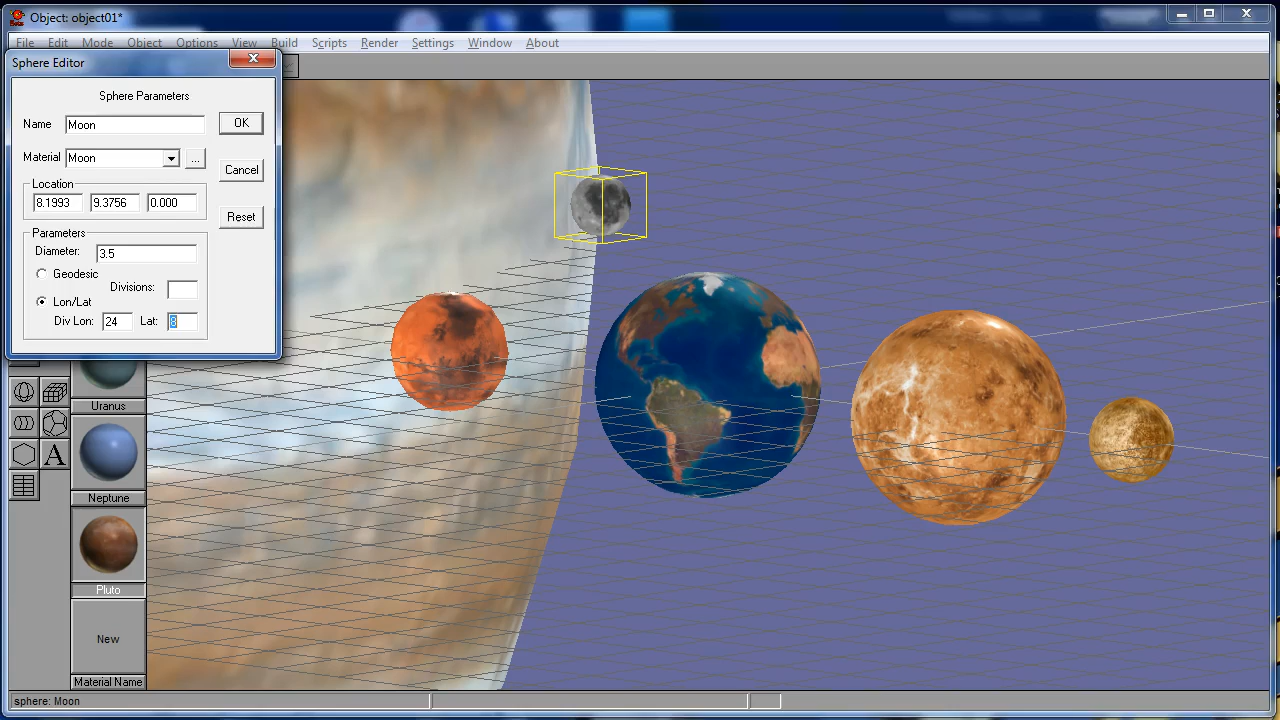 Object: object01*
File Edit Mode Object Options View Build Scripts Render Settings Window About
Sphere Editor
Sphere Parameters
Name Moon OK
Material Moon ...
Cancel
Location
8.1993 9.3756 0.000
Reset
Parameters
Diameter: 3.5
Geodesic
Divisions:
Lon/Lat
Div Lon: 24 Lat: 8
Uranus
A
Neptune
Pluto
New
Material Name
sphere: Moon